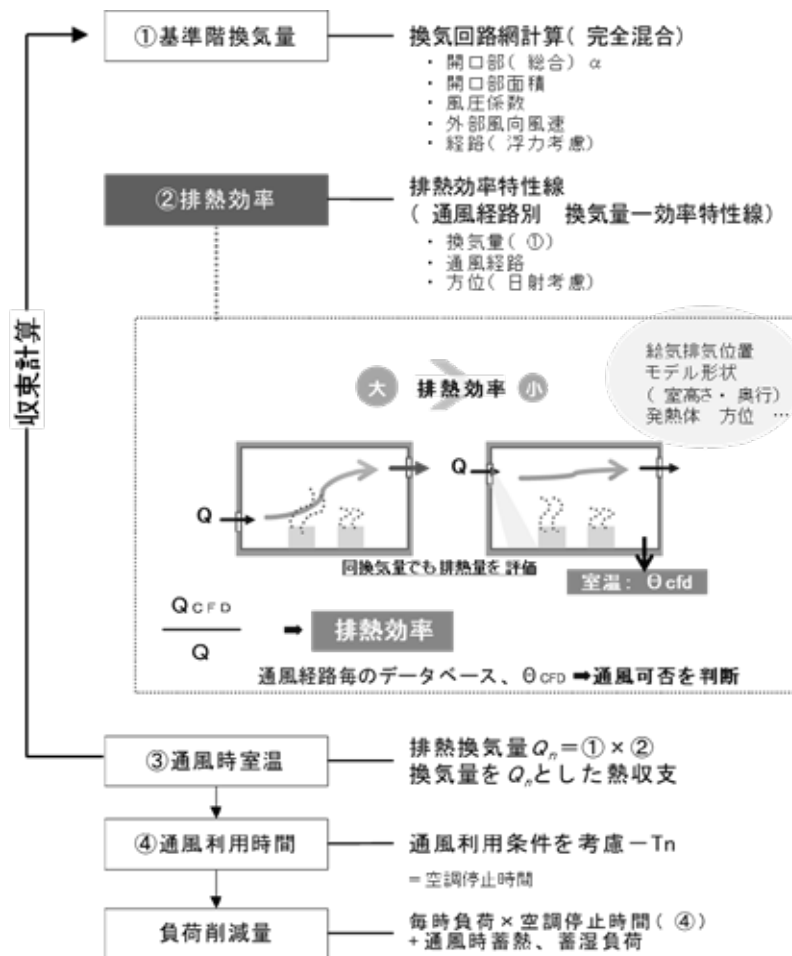 ①基準階換気量
換気回路網計算( 完全混合)
・ 開口部( 総合) α
・ 開口部面積
・ 風圧係数
・ 外部風向風速
・ 経路( 浮力考慮)
②排熱効率
排熱効率特性線
( 通風経路別 換気量ー効率特性線)
・ 換気量( ①)
・ 通風経路
・ 方位( 日射考慮)
収束計算
給気排気位置
モデル形状
( 室高さ・ 奥行)
発熱体 方位 …
大 排熱効率 小
Q
Q
同換気量でも排熱量を評価
室温: Θcfd
QCFD
Q
➡ 排熱効率
通風経路毎のデータベース、ΘCFD ➡通風可否を判断
③通風時室温
排熱換気量Qn=①×②
換気量をQnとした熱収支
④通風利用時間
通風利用条件を考慮ーTn
= 空調停止時間
負荷削減量
毎時負荷×空調停止時間( ④)
+通風時蓄熱、蓄湿負荷